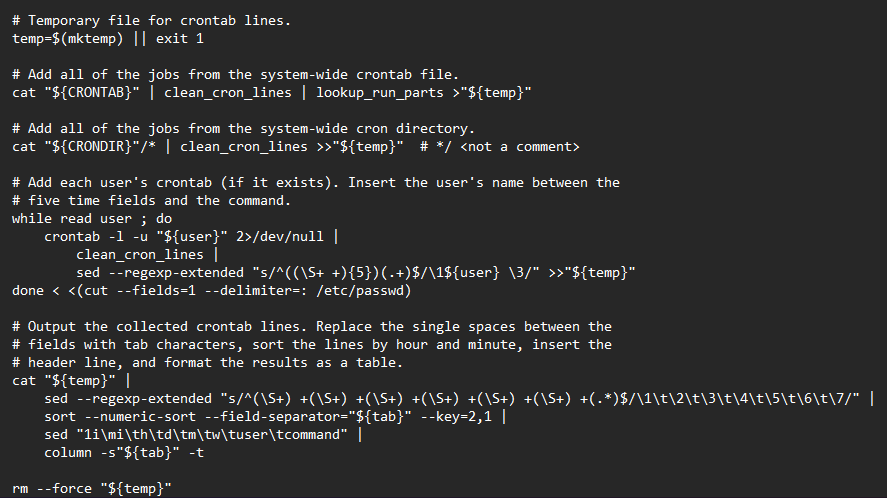 # Temporary file for crontab lines.
temp=$(mktemp) || exit 1

# Add all of the jobs from the system-wide crontab file.
cat "${CRONTAB}" | clean_cron_lines | lookup_run_parts >"${temp}"

# Add all of the jobs from the system-wide cron directory.
cat "${CRONDIR}"/* | clean_cron_lines >>"${temp}"  # */ <not a comment>

# Add each user's crontab (if it exists). Insert the user's name between the
# five time fields and the command.
while read user ; do
    crontab -l -u "${user}" 2>/dev/null |
        clean_cron_lines |
        sed --regexp-extended "s/^((\S+ +){5})(.+)$/\1${user} \3/" >>"${temp}"
done < <(cut --fields=1 --delimiter=: /etc/passwd)

# Output the collected crontab lines. Replace the single spaces between the
# fields with tab characters, sort the lines by hour and minute, insert the
# header line, and format the results as a table.
cat "${temp}" |
    sed --regexp-extended "s/^(\S+) +(\S+) +(\S+) +(\S+) +(\S+) +(\S+) +(.*)$/\1\t\2\t\3\t\4\t\5\t\6\t\7/" |
    sort --numeric-sort --field-separator="${tab}" --key=2,1 |
    sed "1i\mi\th\td\tm\tw\tuser\tcommand" |
    column -s"${tab}" -t

rm --force "${temp}"